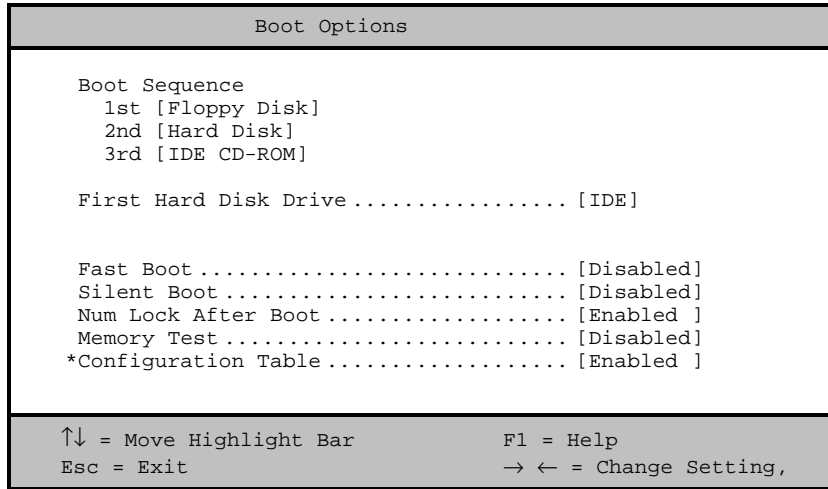 Boot Options
Boot Sequence
1st [Floppy Disk]
2nd [Hard Disk]
3rd [IDE CD-ROM]
First Hard Disk Drive ................. [IDE]
Fast Boot ............................. [Disabled]
Silent Boot ........................... [Disabled]
Num Lock After Boot ................... [Enabled ]
Memory Test ........................... [Disabled]
*Configuration Table ................... [Enabled ]
↑↓ = Move Highlight Bar F1 = Help
Esc = Exit → ← = Change Setting,